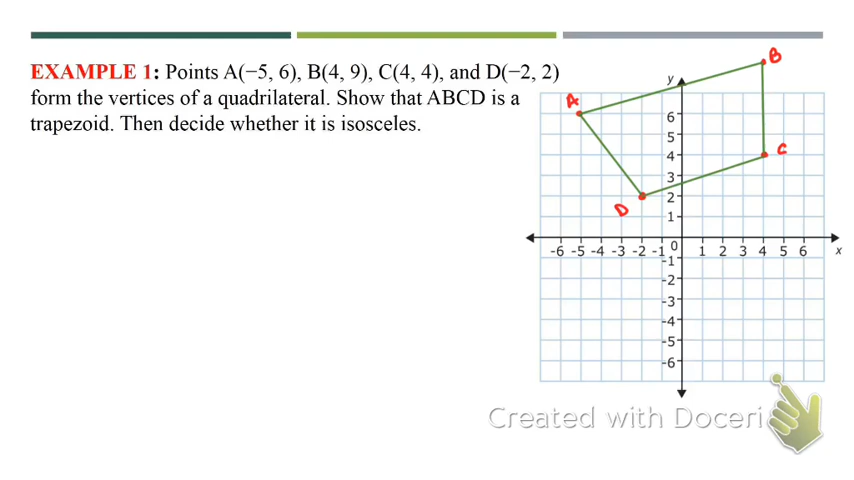 EXAMPLE 1: Points A(−5, 6), B(4, 9), C(4, 4), and D(−2, 2)
form the vertices of a quadrilateral. Show that ABCD is a
trapezoid. Then decide whether it is isosceles.
B
y
A
6
5
4
C
3
2
D
1
0
-6 -5 -4 -3 -2 -1 1 2 3 4 5 6 x
-1
-2
-3
-4
-5
-6
Created with Doceri